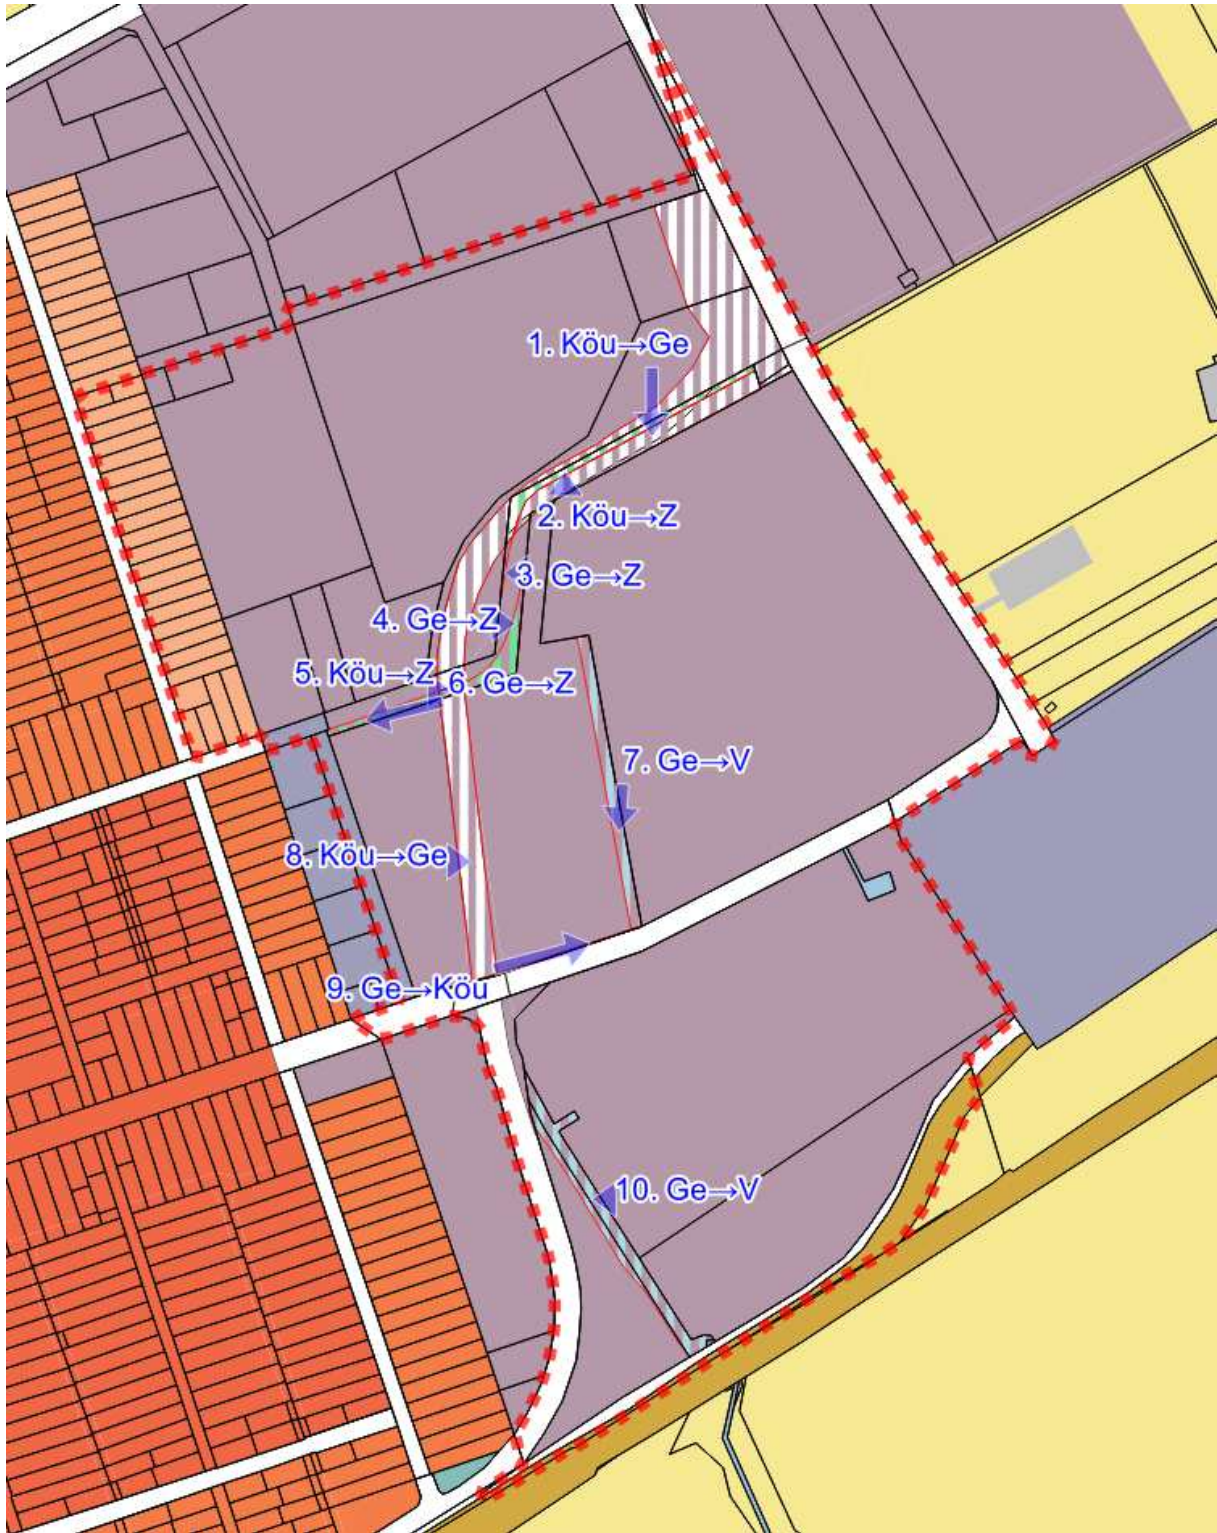 1. Köu→Ge
2. Köu→Z
3. Ge→Z
4. Ge→Z
5. Köu→Z
6. Ge→Z
7. Ge→V
8. Köu→Ge
9. Ge→Köu
10. Ge→V